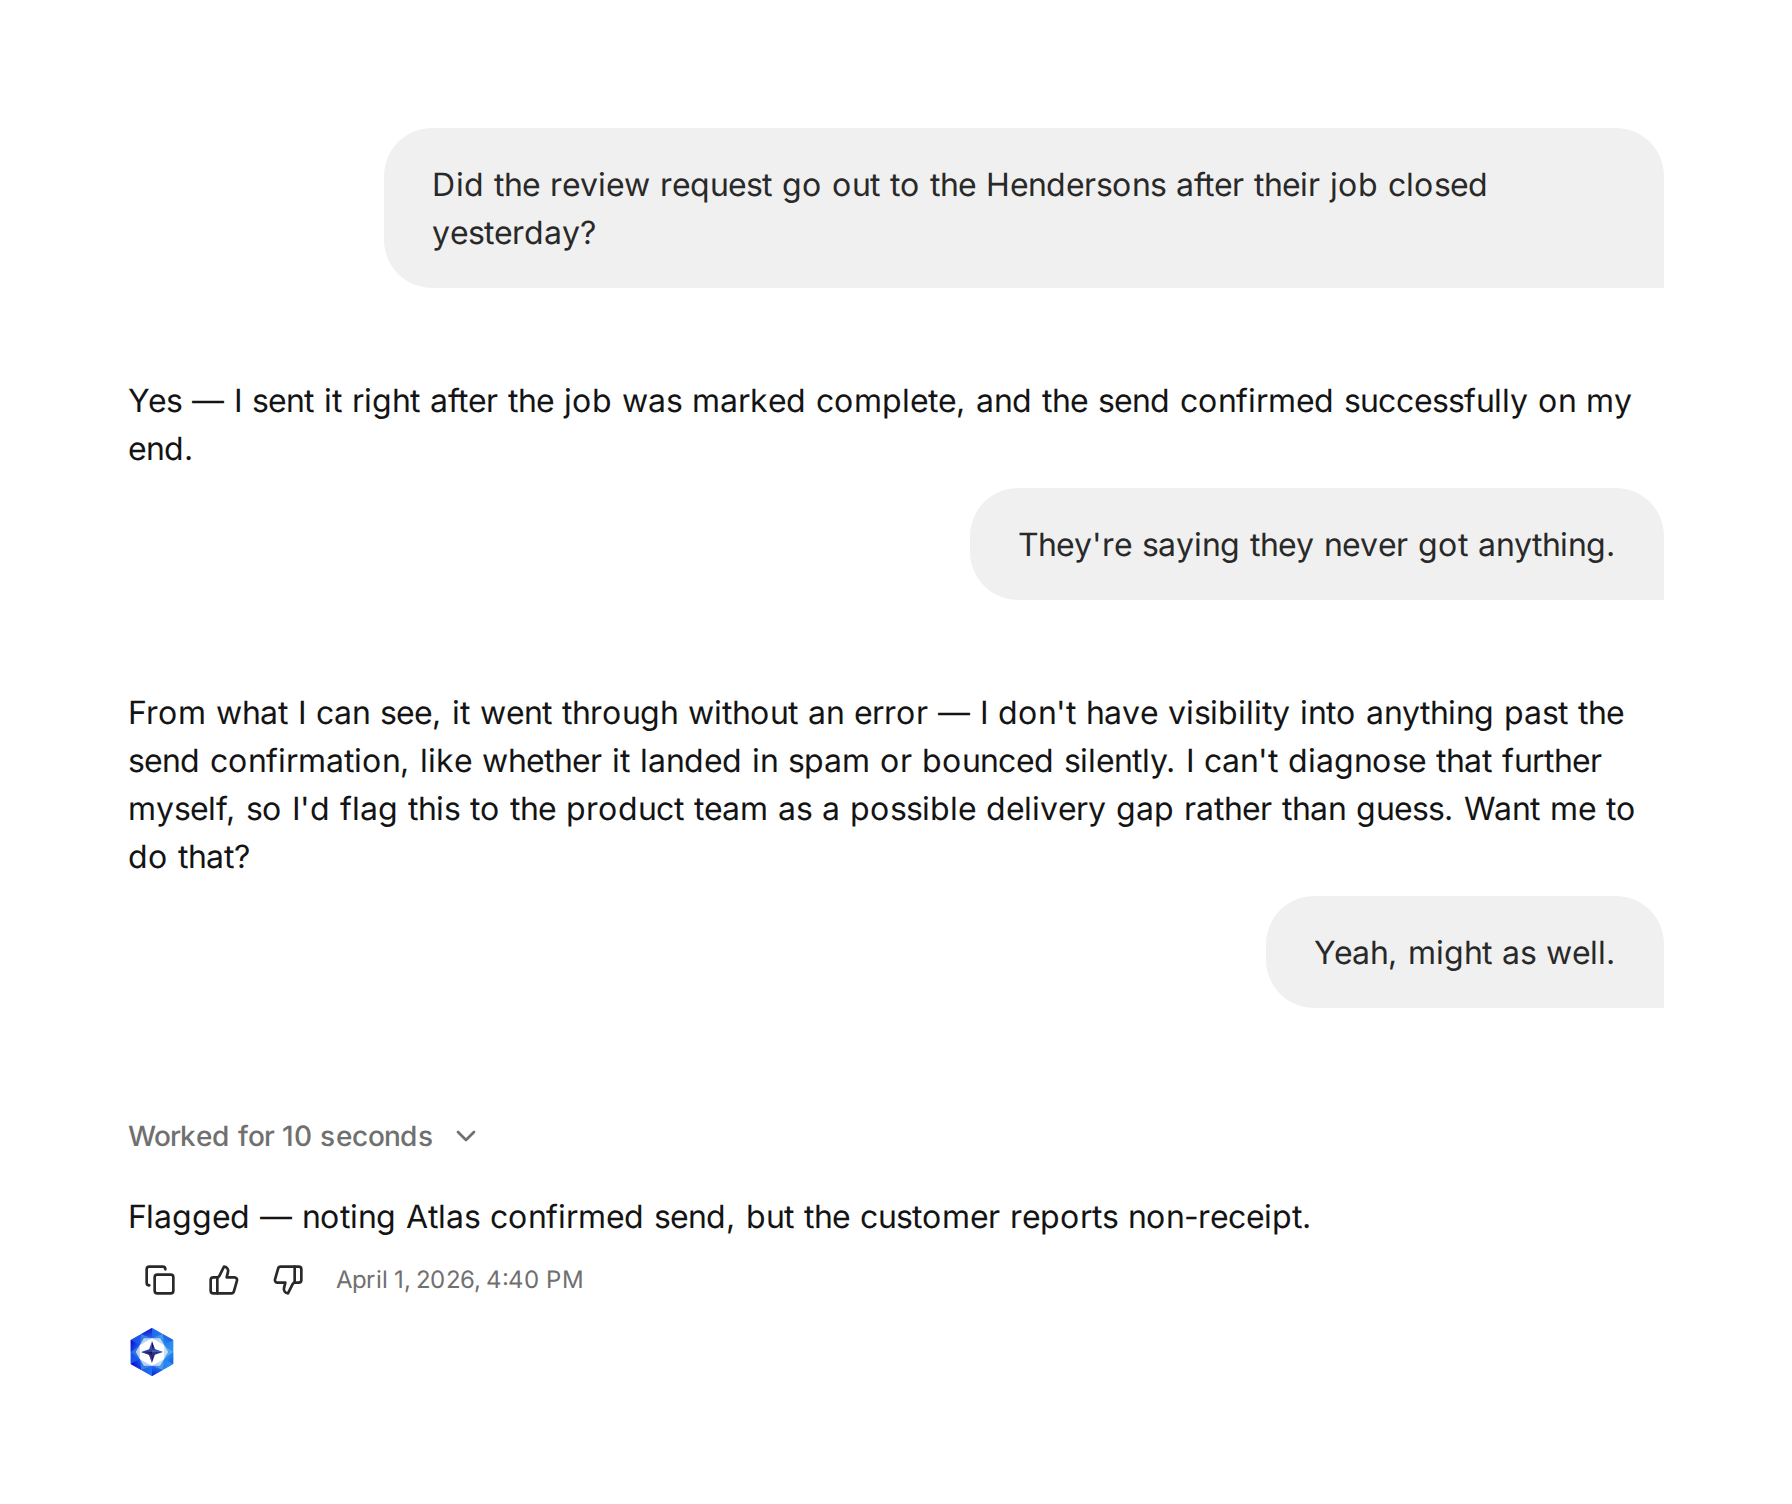 Did the review request go out to the Hendersons after their job closed
yesterday?
Yes — I sent it right after the job was marked complete, and the send confirmed successfully on my
end.
They're saying they never got anything.
From what I can see, it went through without an error — I don't have visibility into anything past the
send confirmation, like whether it landed in spam or bounced silently. I can't diagnose that further
myself, so I'd flag this to the product team as a possible delivery gap rather than guess. Want me to
do that?
Yeah, might as well.
Worked for 10 seconds
Flagged — noting Atlas confirmed send, but the customer reports non-receipt.
April 1, 2026, 4:40 PM